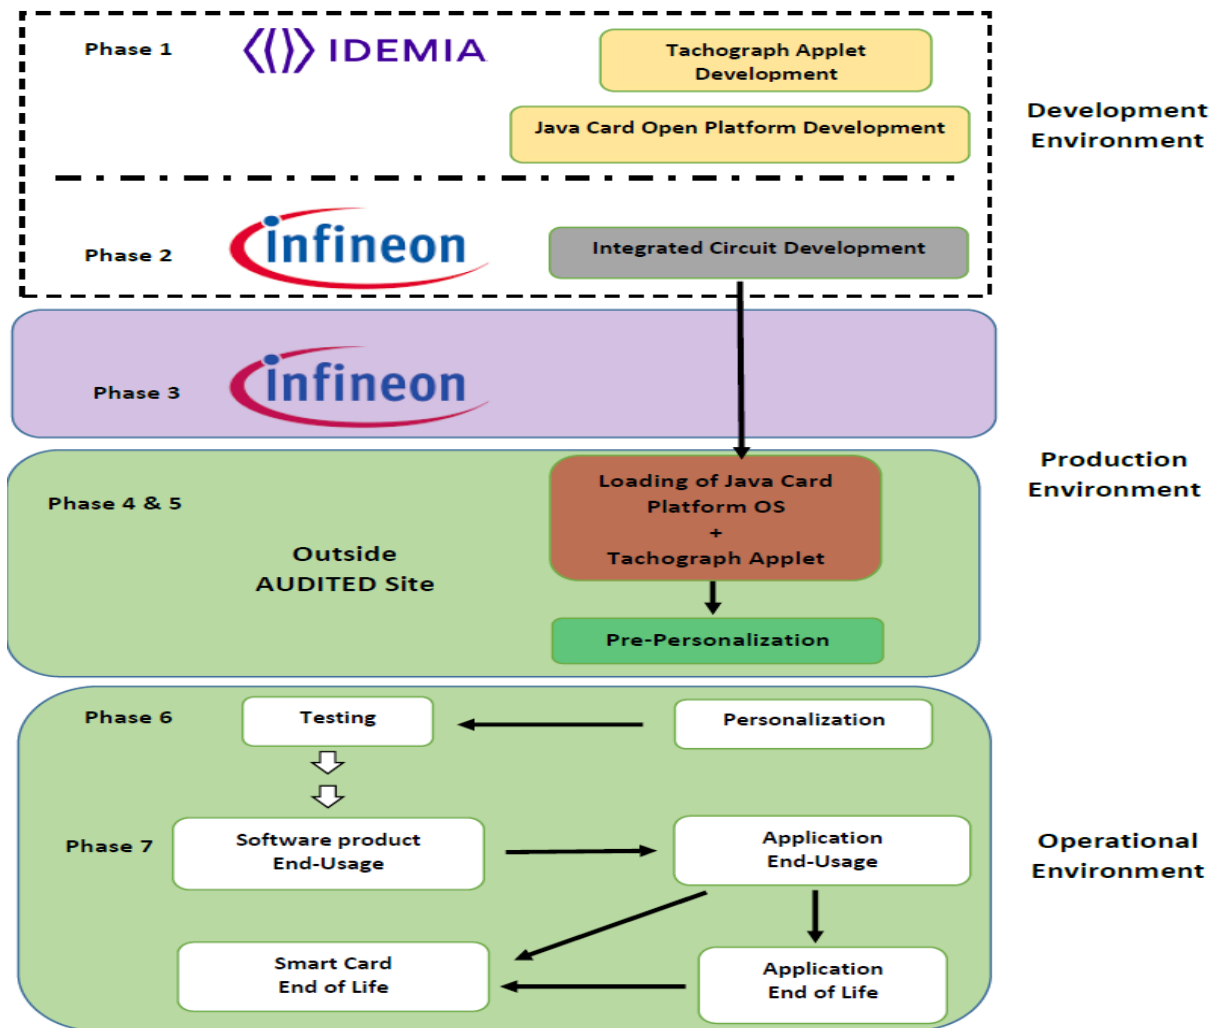 Phase 1
IDEMIA
Tachograph Applet
Development
Java Card Open Platform Development
Development
Environment
Phase 2
infineon
Integrated Circuit Development
Phase 3
infineon
Production
Environment
Phase 4 & 5
Outside
AUDITED Site
Loading of Java Card
Platform OS
+
Tachograph Applet
Pre-Personalization
Phase 6
Testing
Personalization
Phase 7
Software product
End-Usage
Application
End-Usage
Operational
Environment
Smart Card
End of Life
Application
End of Life